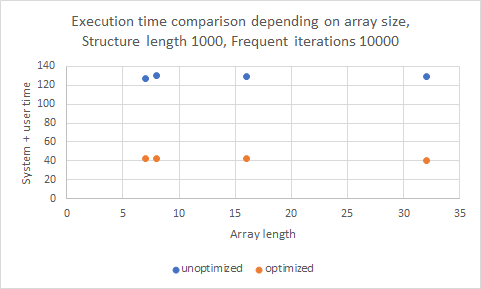 Execution time comparison depending on array size,
Structure length 1000, Frequent iterations 10000
System + user time
140
120
100
80
60
40
20
0
0 5 10 15 20 25 30 35
Array length
unoptimized optimized